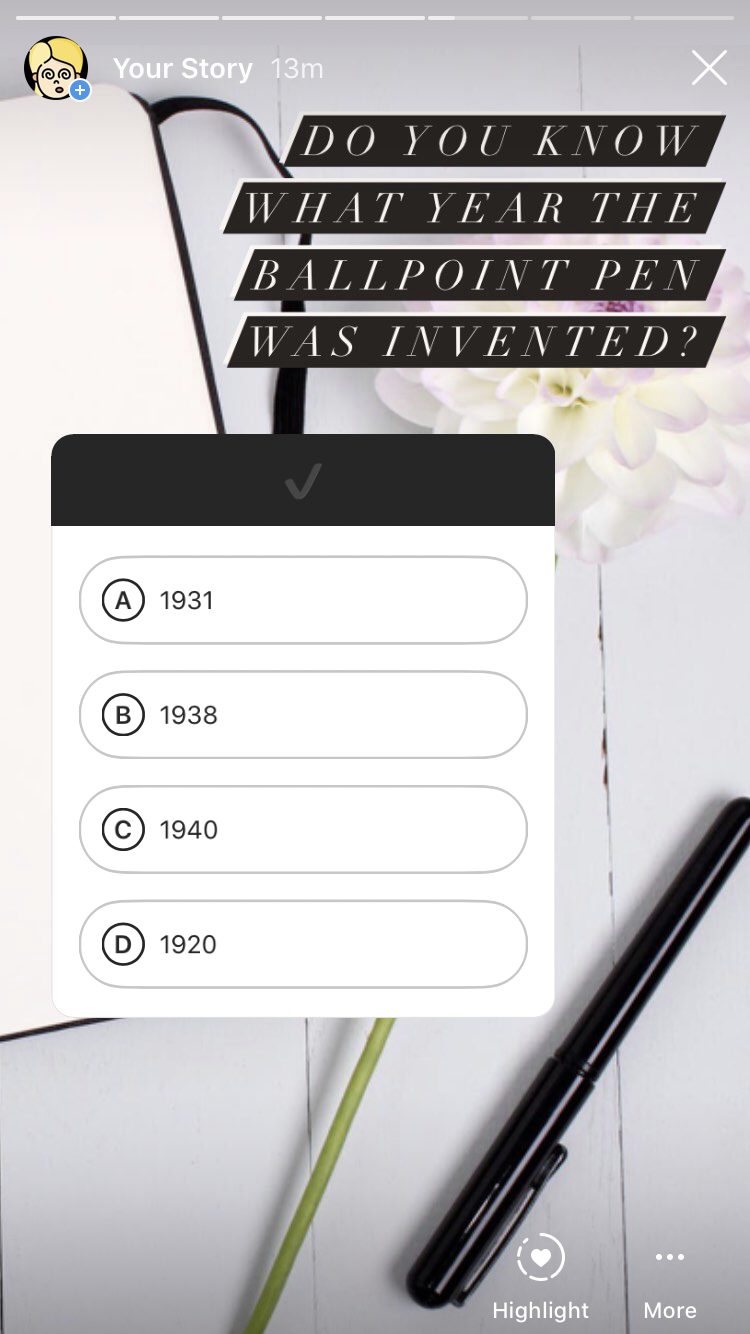 Your Story 13m
DO YOU KNOW
WHAT YEAR THE
BALLPOINT PEN
WAS INVENTED?
A 1931
B 1938
C 1940
D 1920
Highlight More